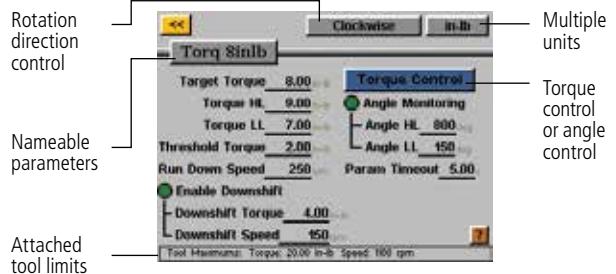 Rotation
direction
control
<<
Clockwise
in-lb
Multiple
units
Torq 8inlb
Target Torque 8.00
Torque HL 9.00
Torque LL 7.00
Threshold Torque 2.00
Run Down Speed 250
Enable Downshift
Downshift Torque 4.00
Downshift Speed 150
Torque Control
Angle Monitoring
Angle HL 800
Angle LL 150
Param Timeout 5.00
?
Tool Maximums: Torque: 20.00 in-lb Speed: 1100 rpm
Nameable
parameters
Torque
control
or angle
control
Attached
tool limits